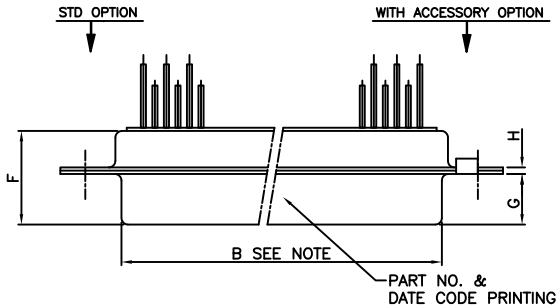 STD OPTION
WITH ACCESSORY OPTION
F
H
G
B SEE NOTE
PART NO. &
DATE CODE PRINTING